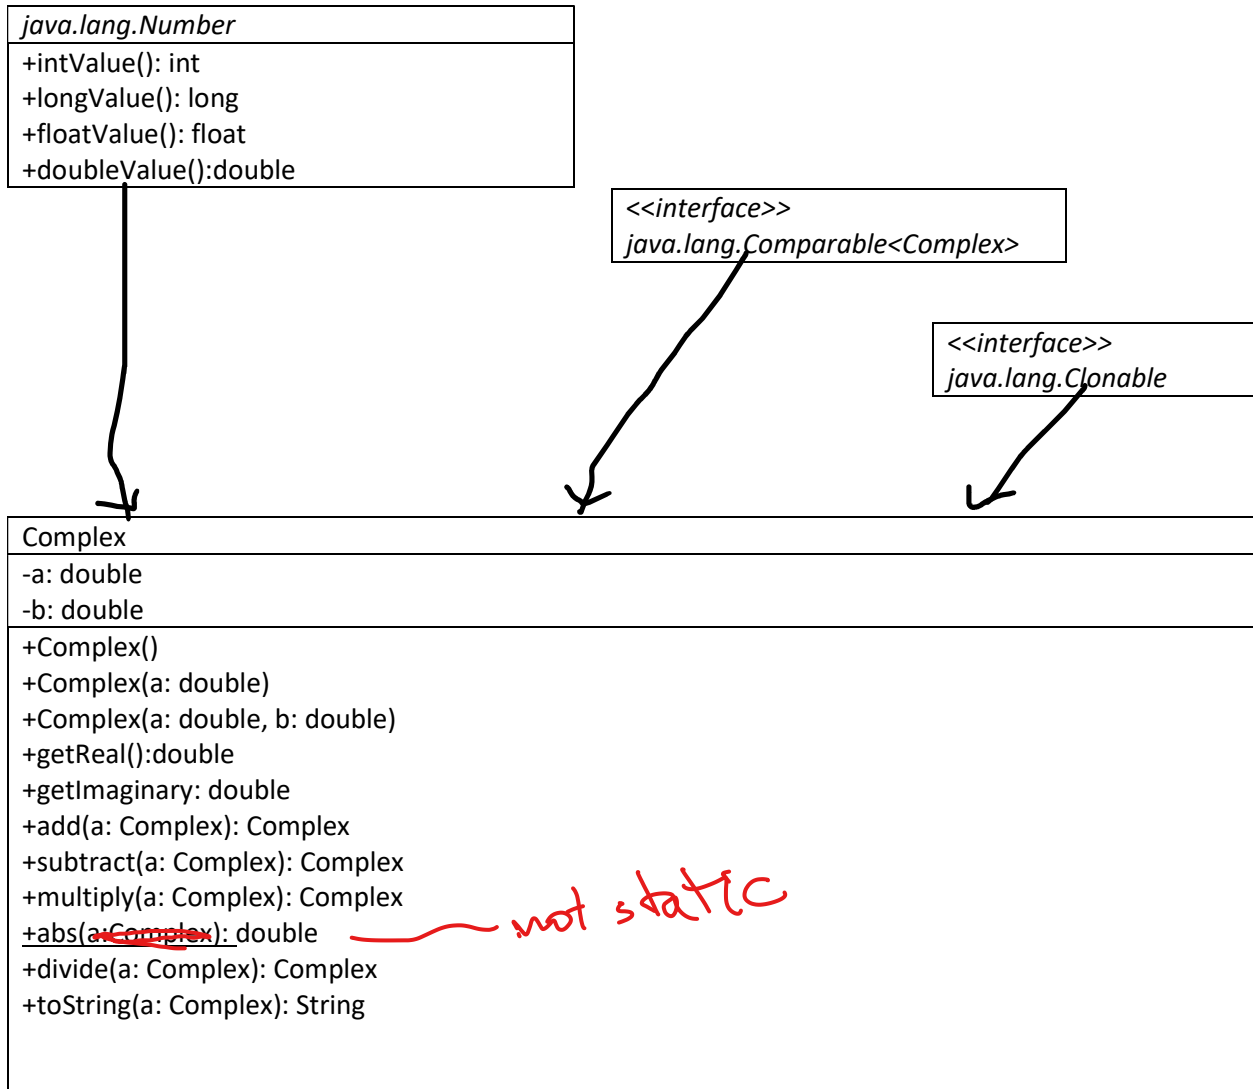 java.lang.Number
+intValue(): int
+longValue(): long
+floatValue(): float
+doubleValue():double
<<interface>>
java.lang.Comparable<Complex>
<<interface>>
java.lang.Clonable
Complex
-a: double
-b: double
+Complex()
+Complex(a: double)
+Complex(a: double, b: double)
+getReal():double
+getImaginary: double
+add(a: Complex): Complex
+subtract(a: Complex): Complex
+multiply(a: Complex): Complex
+abs(a:Complex): double not static
+divide(a: Complex): Complex
+toString(a: Complex): String